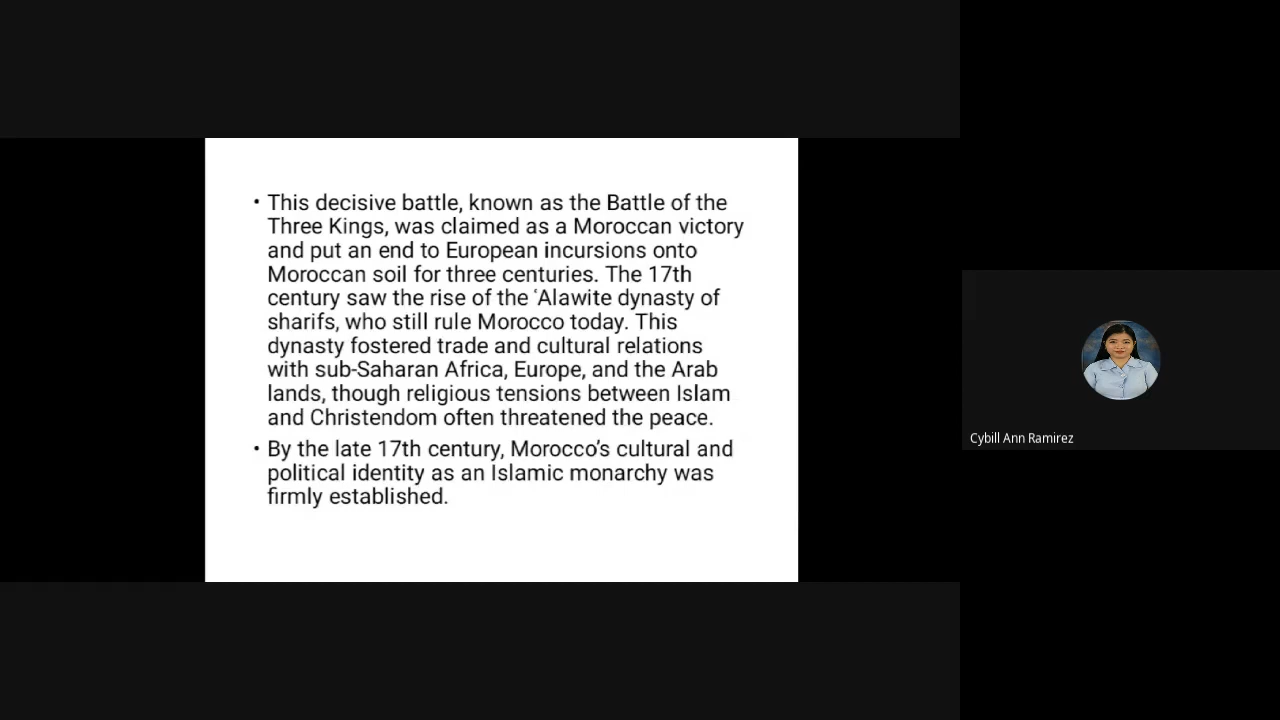 • This decisive battle, known as the Battle of the
Three Kings, was claimed as a Moroccan victory
and put an end to European incursions onto
Moroccan soil for three centuries. The 17th
century saw the rise of the ʿAlawite dynasty of
sharifs, who still rule Morocco today. This
dynasty fostered trade and cultural relations
with sub-Saharan Africa, Europe, and the Arab
lands, though religious tensions between Islam
and Christendom often threatened the peace.
• By the late 17th century, Morocco’s cultural and
political identity as an Islamic monarchy was
firmly established.
Cybill Ann Ramirez